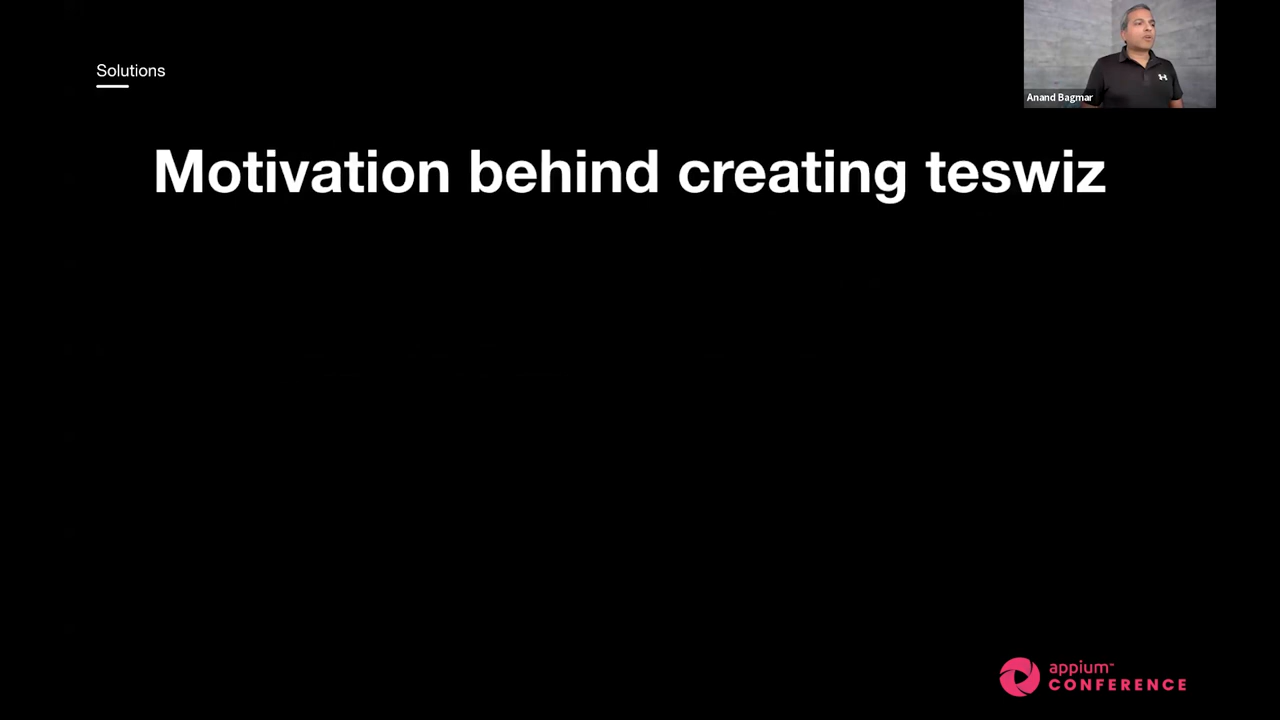 Solutions
Anand Bagmar
Motivation behind creating teswiz
appium
CONFERENCE